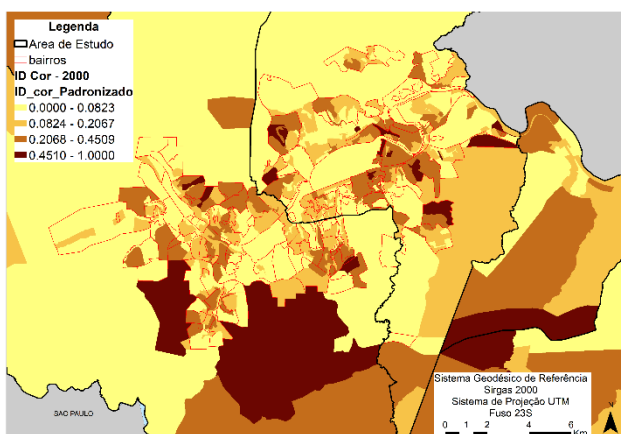 Legenda
Area de Estudo
bairros
ID Cor - 2000
ID_cor_Padronizado
0.0000 - 0.0823
0.0824 - 0.2067
0.2068 - 0.4509
0.4510 - 1.0000
SAO PAULO
Sistema Geodésico de Referência
Sirgas 2000
Sistema de Projeção UTM
Fuso 23S
0 1 2 4 6
Km
N